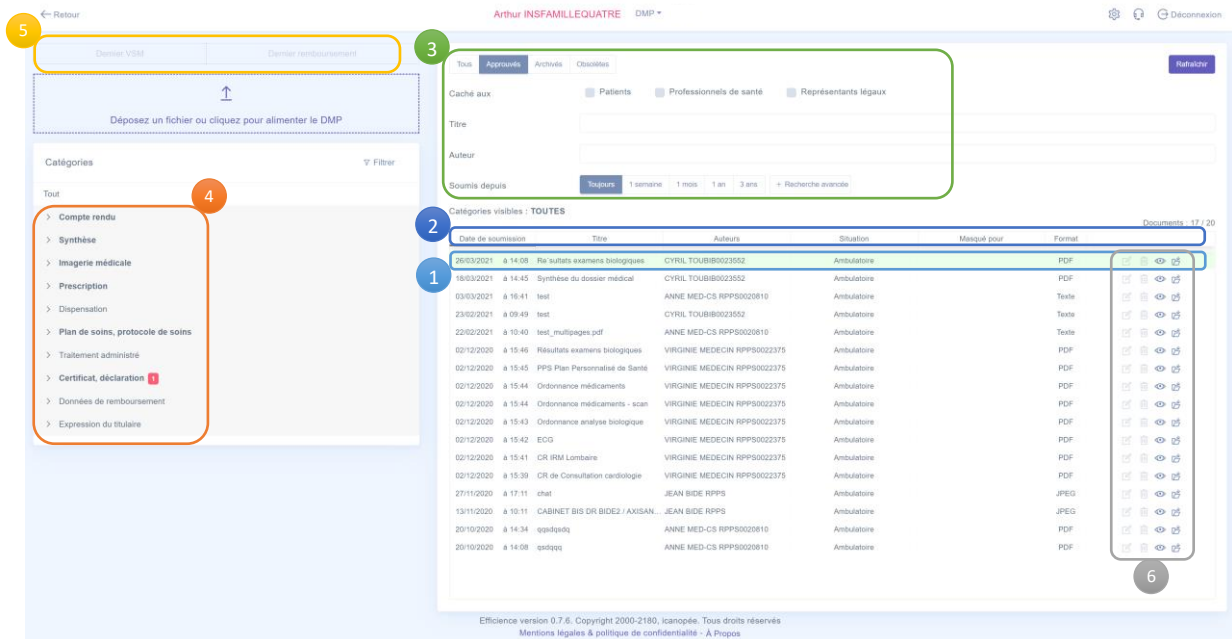 Retour
Arthur INSFAMILLEQUATRE DMP
Déconnexion
5
Dernier VSM Dernier remboursement
Déposez un fichier ou cliquez pour alimenter le DMP
Catégories Filtrer
Tout
4
Compte rendu
Synthèse
Imagerie médicale
Prescription
Dispensation
Plan de soins, protocole de soins
Traitement administré
Certificat, déclaration 1
Données de remboursement
Expression du titulaire
3
Tous Approuvés Archivés Obsolètes
Rafraîchir
Caché aux Patients Professionnels de santé Représentants légaux
Titre
Auteur
Soumis depuis Toujours 1 semaine 1 mois 1 an 3 ans + Recherche avancée
Catégories visibles : TOUTES
Documents : 17 / 20
2
Date de soumission Titre Auteurs Situation Masqué pour Format
1
26/03/2021 à 14:08 Re´sultats examens biologiques CYRIL TOUBIB0023552 Ambulatoire PDF
18/03/2021 à 14:45 Synthèse du dossier médical CYRIL TOUBIB0023552 Ambulatoire PDF
03/03/2021 à 16:41 test ANNE MED-CS RPPS0020810 Ambulatoire Texte
23/02/2021 à 09:49 test CYRIL TOUBIB0023552 Ambulatoire Texte
22/02/2021 à 10:40 test_multipages.pdf ANNE MED-CS RPPS0020810 Ambulatoire Texte
02/12/2020 à 15:46 Résultats examens biologiques VIRGINIE MEDECIN RPPS0022375 Ambulatoire PDF
02/12/2020 à 15:45 PPS Plan Personnalisé de Santé VIRGINIE MEDECIN RPPS0022375 Ambulatoire PDF
02/12/2020 à 15:44 Ordonnance médicaments VIRGINIE MEDECIN RPPS0022375 Ambulatoire PDF
02/12/2020 à 15:44 Ordonnance médicaments - scan VIRGINIE MEDECIN RPPS0022375 Ambulatoire PDF
02/12/2020 à 15:43 Ordonnance analyse biologique VIRGINIE MEDECIN RPPS0022375 Ambulatoire PDF
02/12/2020 à 15:42 ECG VIRGINIE MEDECIN RPPS0022375 Ambulatoire PDF
02/12/2020 à 15:41 CR IRM Lombaire VIRGINIE MEDECIN RPPS0022375 Ambulatoire PDF
02/12/2020 à 15:39 CR de Consultation cardiologie VIRGINIE MEDECIN RPPS0022375 Ambulatoire PDF
27/11/2020 à 17:11 chat JEAN BIDE RPPS Ambulatoire JPEG
13/11/2020 à 10:11 CABINET BIS DR BIDE2 / AXISAN... JEAN BIDE RPPS Ambulatoire JPEG
20/10/2020 à 14:34 qqsdqsdq ANNE MED-CS RPPS0020810 Ambulatoire PDF
20/10/2020 à 14:08 qsdqqq ANNE MED-CS RPPS0020810 Ambulatoire PDF
6
Efficience version 0.7.6. Copyright 2000-2180, icanopée. Tous droits réservés
Mentions légales & politique de confidentialité - À Propos